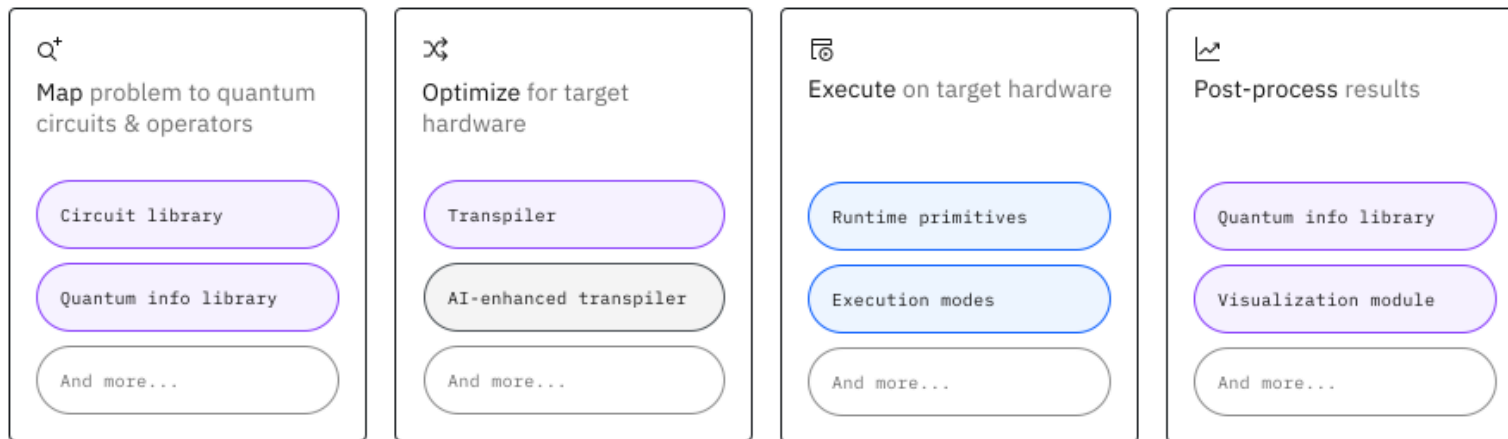 Map problem to quantum
circuits & operators
Circuit library
Quantum info library
And more...
Optimize for target
hardware
Transpiler
AI-enhanced transpiler
And more...
Execute on target hardware
Runtime primitives
Execution modes
And more...
Post-process results
Quantum info library
Visualization module
And more...